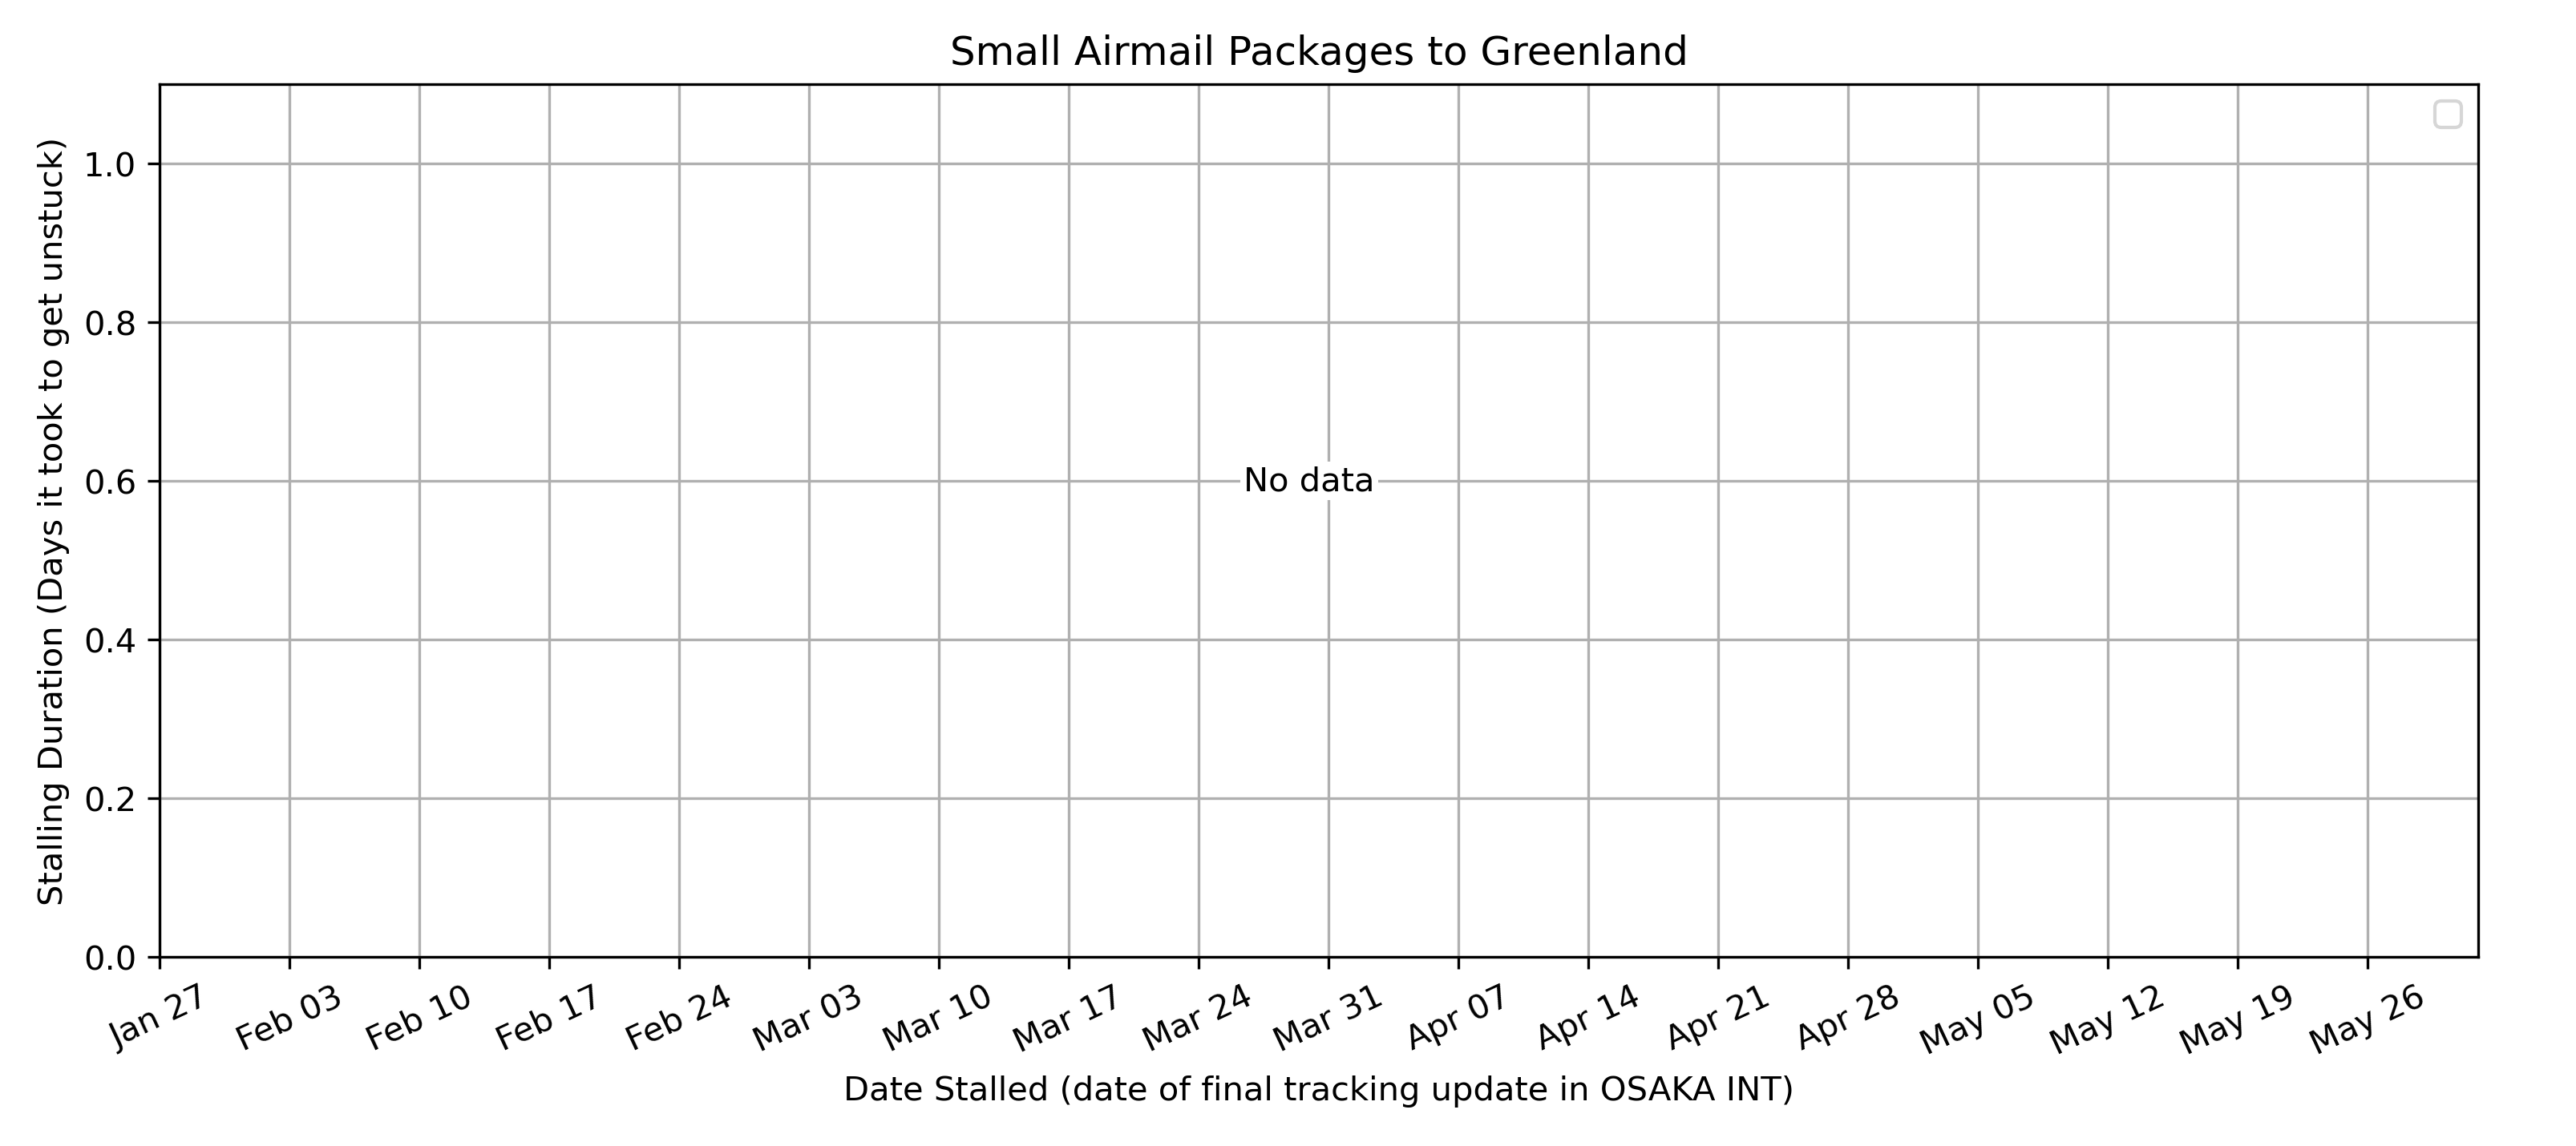 Small Airmail Packages to Greenland
Stalling Duration (Days it took to get unstuck)
1.0
0.8
0.6
0.4
0.2
0.0
No data
Jan 27
Feb 03
Feb 10
Feb 17
Feb 24
Mar 03
Mar 10
Mar 17
Mar 24
Mar 31
Apr 07
Apr 14
Apr 21
Apr 28
May 05
May 12
May 19
May 26
Date Stalled (date of final tracking update in OSAKA INT)